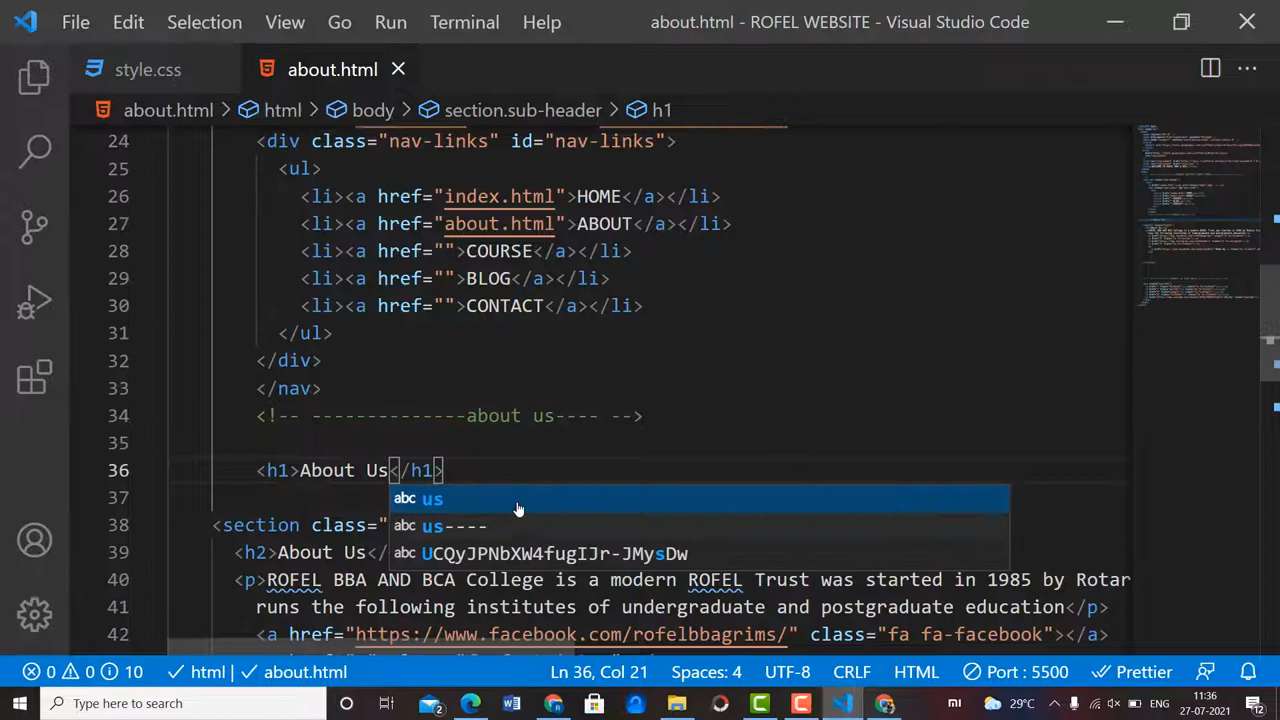 File Edit Selection View Go Run Terminal Help about.html - ROFEL WEBSITE - Visual Studio Code
style.css about.html
about.html > html > body > section.sub-header > h1
24 <div class="nav-links" id="nav-links">
25 <ul>
26 <li><a href="index.html">HOME</a></li>
27 <li><a href="about.html">ABOUT</a></li>
28 <li><a href="">COURSE</a></li>
29 <li><a href="">BLOG</a></li>
30 <li><a href="">CONTACT</a></li>
31 </ul>
32 </div>
33 </nav>
34 <!-- --------------about us---- -->
35
36 <h1>About Us</h1>
37 abc us
abc us----
abc UCQyJPNbXW4fugIJr-JMysDw
38 <section class="
39 <h2>About Us</
40 <p>ROFEL BBA AND BCA College is a modern ROFEL Trust was started in 1985 by Rotar
41 runs the following institutes of undergraduate and postgraduate education</p>
42 <a href="https://www.facebook.com/rofelbbagrims/" class="fa fa-facebook"></a>
0 0 10 html | about.html Ln 36, Col 21 Spaces: 4 UTF-8 CRLF HTML Port : 5500 Prettier
Type here to search 2 29°C ENG 11:36
27-07-2021